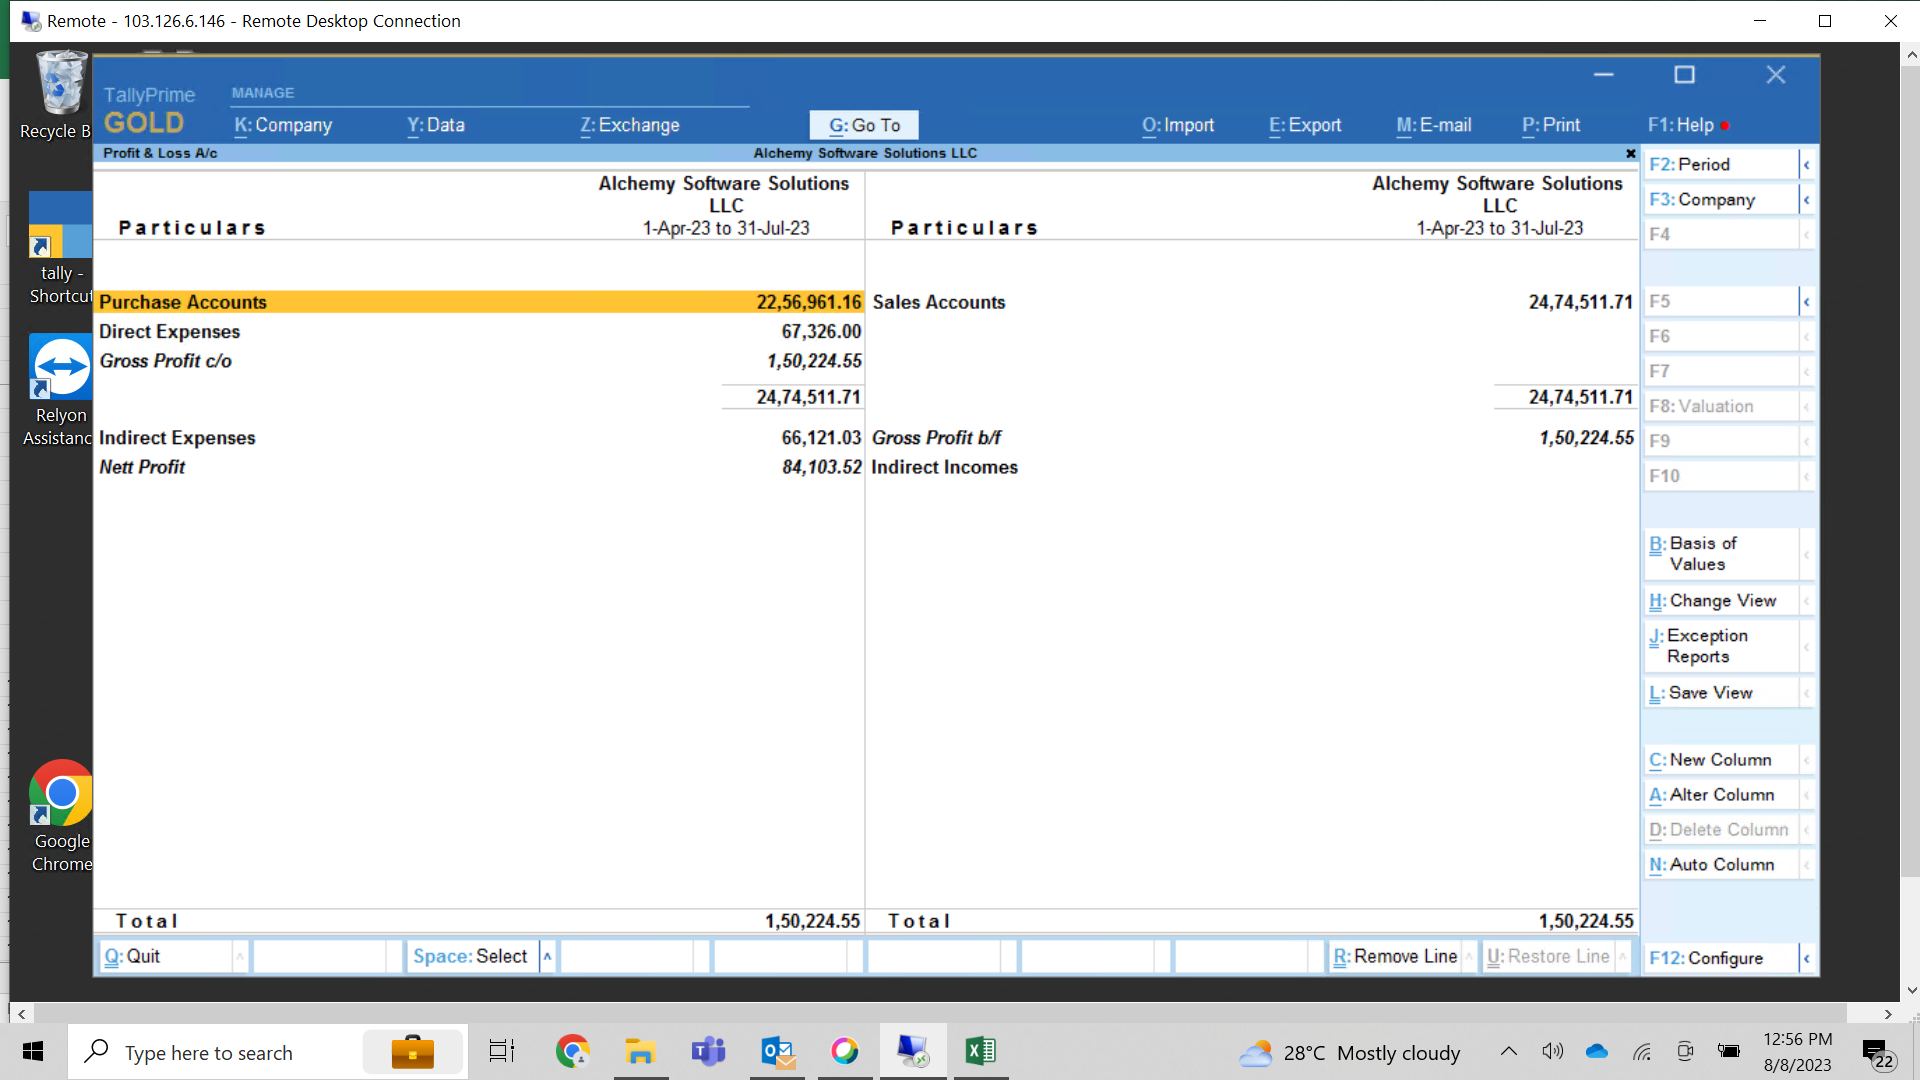 Remote - 103.126.6.146 - Remote Desktop Connection
Recycle B
tally -
Shortcut
Relyon
Assistanc
Google
Chrome
TallyPrime
GOLD
MANAGE
K: Company
Y: Data
Z: Exchange
G: Go To
O: Import
E: Export
M: E-mail
P: Print
F1: Help
Profit & Loss A/c
Alchemy Software Solutions LLC
Particulars
Alchemy Software Solutions
LLC
1-Apr-23 to 31-Jul-23
Particulars
Alchemy Software Solutions
LLC
1-Apr-23 to 31-Jul-23
Purchase Accounts 22,56,961.16 Sales Accounts 24,74,511.71
Direct Expenses 67,326.00
Gross Profit c/o 1,50,224.55
24,74,511.71 24,74,511.71
Indirect Expenses 66,121.03 Gross Profit b/f 1,50,224.55
Nett Profit 84,103.52 Indirect Incomes
Total 1,50,224.55 Total 1,50,224.55
Q: Quit
Space: Select
R: Remove Line
U: Restore Line
F2: Period
F3: Company
F4
F5
F6
F7
F8: Valuation
F9
F10
B: Basis of
Values
H: Change View
J: Exception
Reports
L: Save View
C: New Column
A: Alter Column
D: Delete Column
N: Auto Column
F12: Configure
Type here to search
28°C Mostly cloudy
12:56 PM
8/8/2023
22